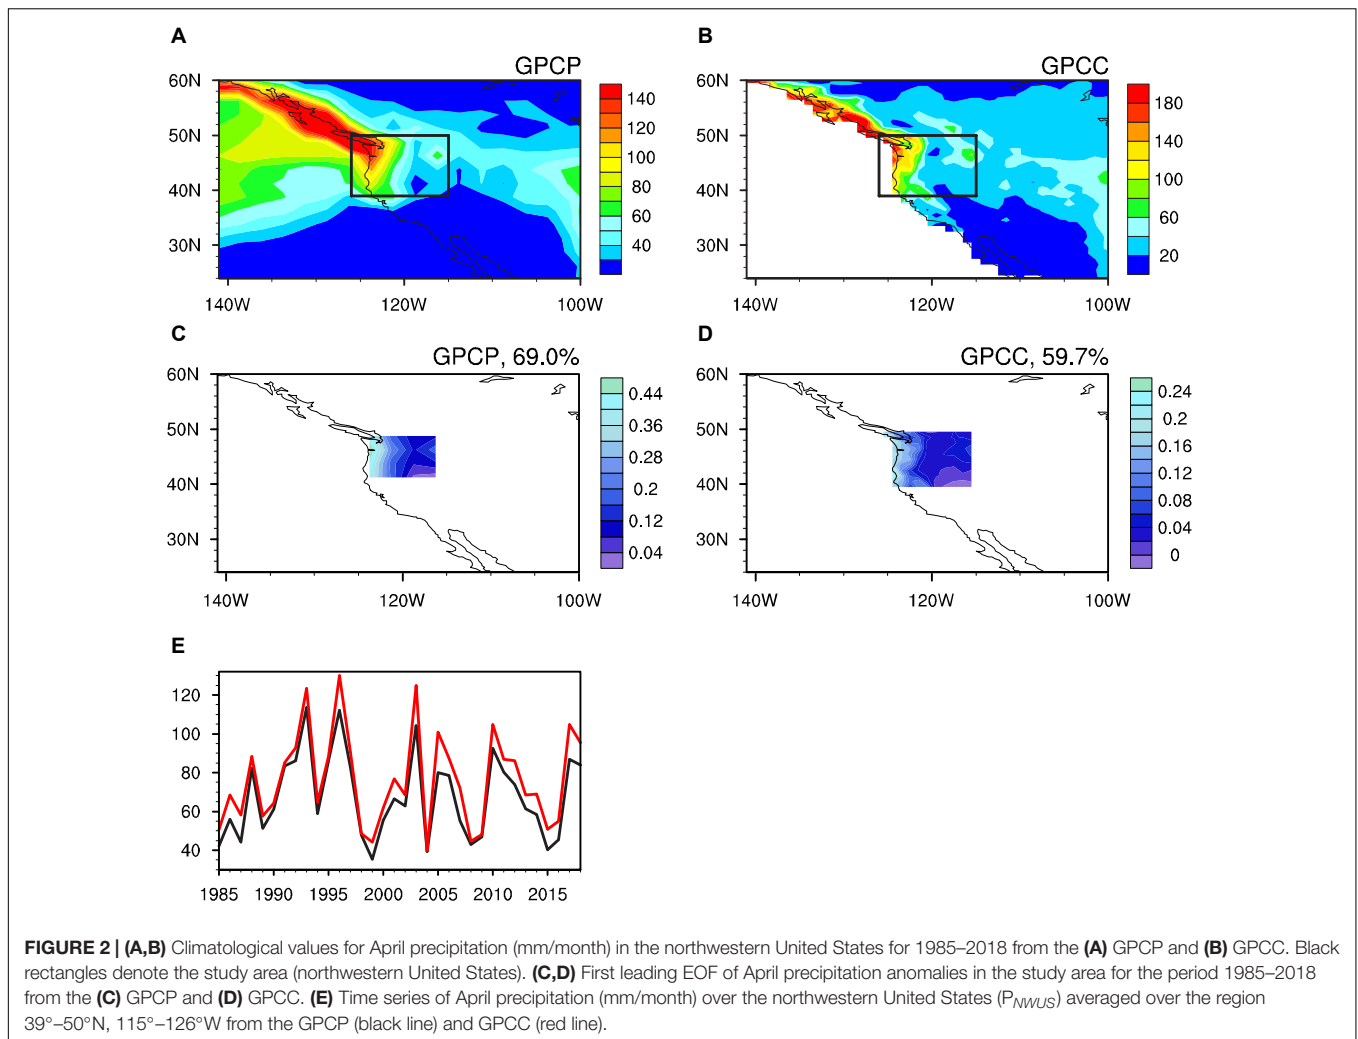 A
GPCP
60N
50N
40N
30N
140W
120W
100W
140
120
100
80
60
40
B
GPCC
60N
50N
40N
30N
140W
120W
100W
180
140
100
60
20
C
GPCP, 69.0%
60N
50N
40N
30N
140W
120W
100W
0.44
0.36
0.28
0.2
0.12
0.04
D
GPCC, 59.7%
60N
50N
40N
30N
140W
120W
100W
0.24
0.2
0.16
0.12
0.08
0.04
0
E
120
100
80
60
40
1985
1990
1995
2000
2005
2010
2015
FIGURE 2 | (A,B) Climatological values for April precipitation (mm/month) in the northwestern United States for 1985–2018 from the (A) GPCP and (B) GPCC. Black
rectangles denote the study area (northwestern United States). (C,D) First leading EOF of April precipitation anomalies in the study area for the period 1985–2018
from the (C) GPCP and (D) GPCC. (E) Time series of April precipitation (mm/month) over the northwestern United States (PNWUS) averaged over the region
39°–50°N, 115°–126°W from the GPCP (black line) and GPCC (red line).